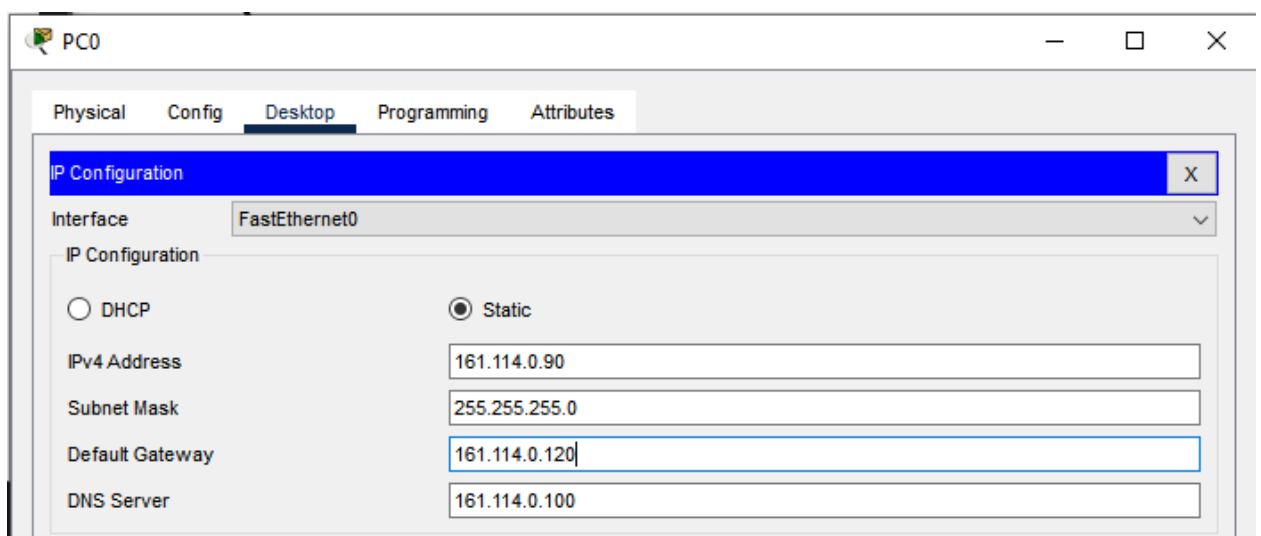 PC0
Physical Config Desktop Programming Attributes
IP Configuration X
Interface FastEthernet0
IP Configuration
DHCP Static
IPv4 Address 161.114.0.90
Subnet Mask 255.255.255.0
Default Gateway 161.114.0.120
DNS Server 161.114.0.100